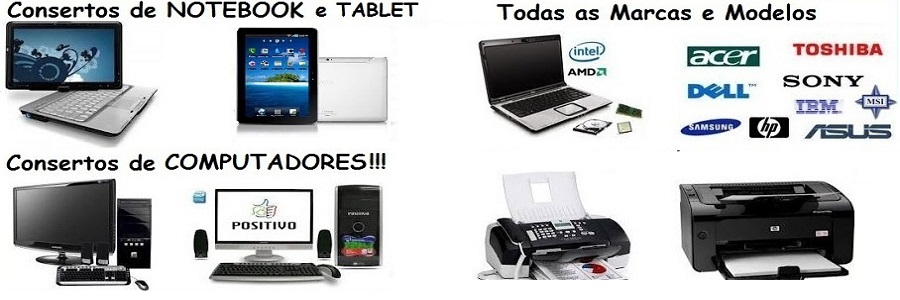 Consertos de NOTEBOOK e TABLET
Todas as Marcas e Modelos
intel
AMD
acer
TOSHIBA
DELL
SONY
IBM
MSI
SAMSUNG
hp
ASUS
Consertos de COMPUTADORES!!!
POSITIVO